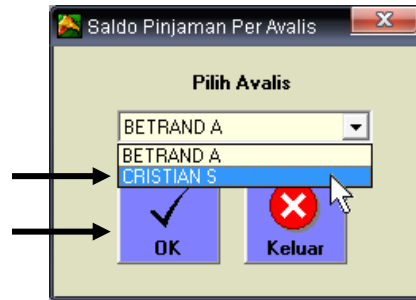 Saldo Pinjaman Per Avalis
Pilih Avalis
BETRAND A
BETRAND A
CRISTIAN S
OK
Keluar